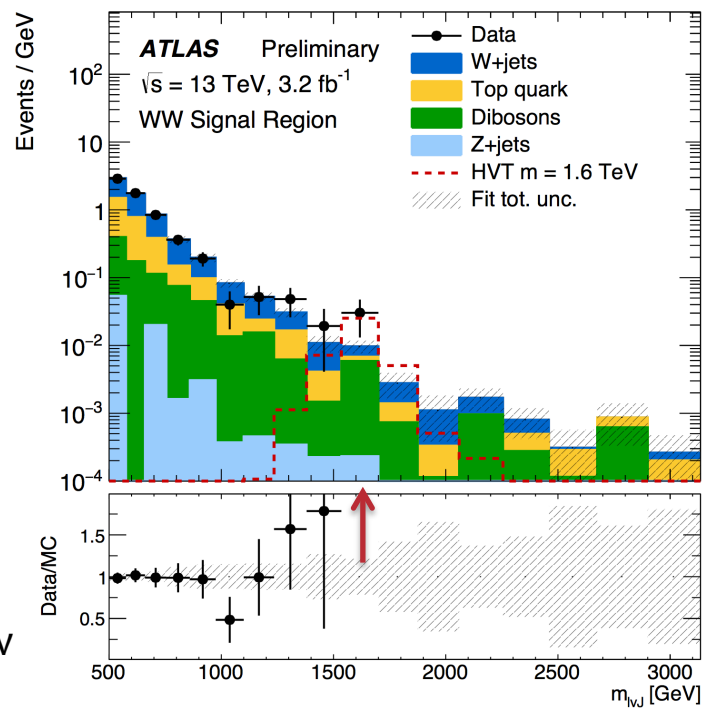 Events / GeV
ATLAS Preliminary
√s = 13 TeV, 3.2 fb⁻¹
WW Signal Region
Data
W+jets
Top quark
Dibosons
Z+jets
HVT m = 1.6 TeV
Fit tot. unc.
10²
10
1
10⁻¹
10⁻²
10⁻³
10⁻⁴
Data/MC
1.5
1
0.5
V
500 1000 1500 2000 2500 3000
m_lvJ [GeV]